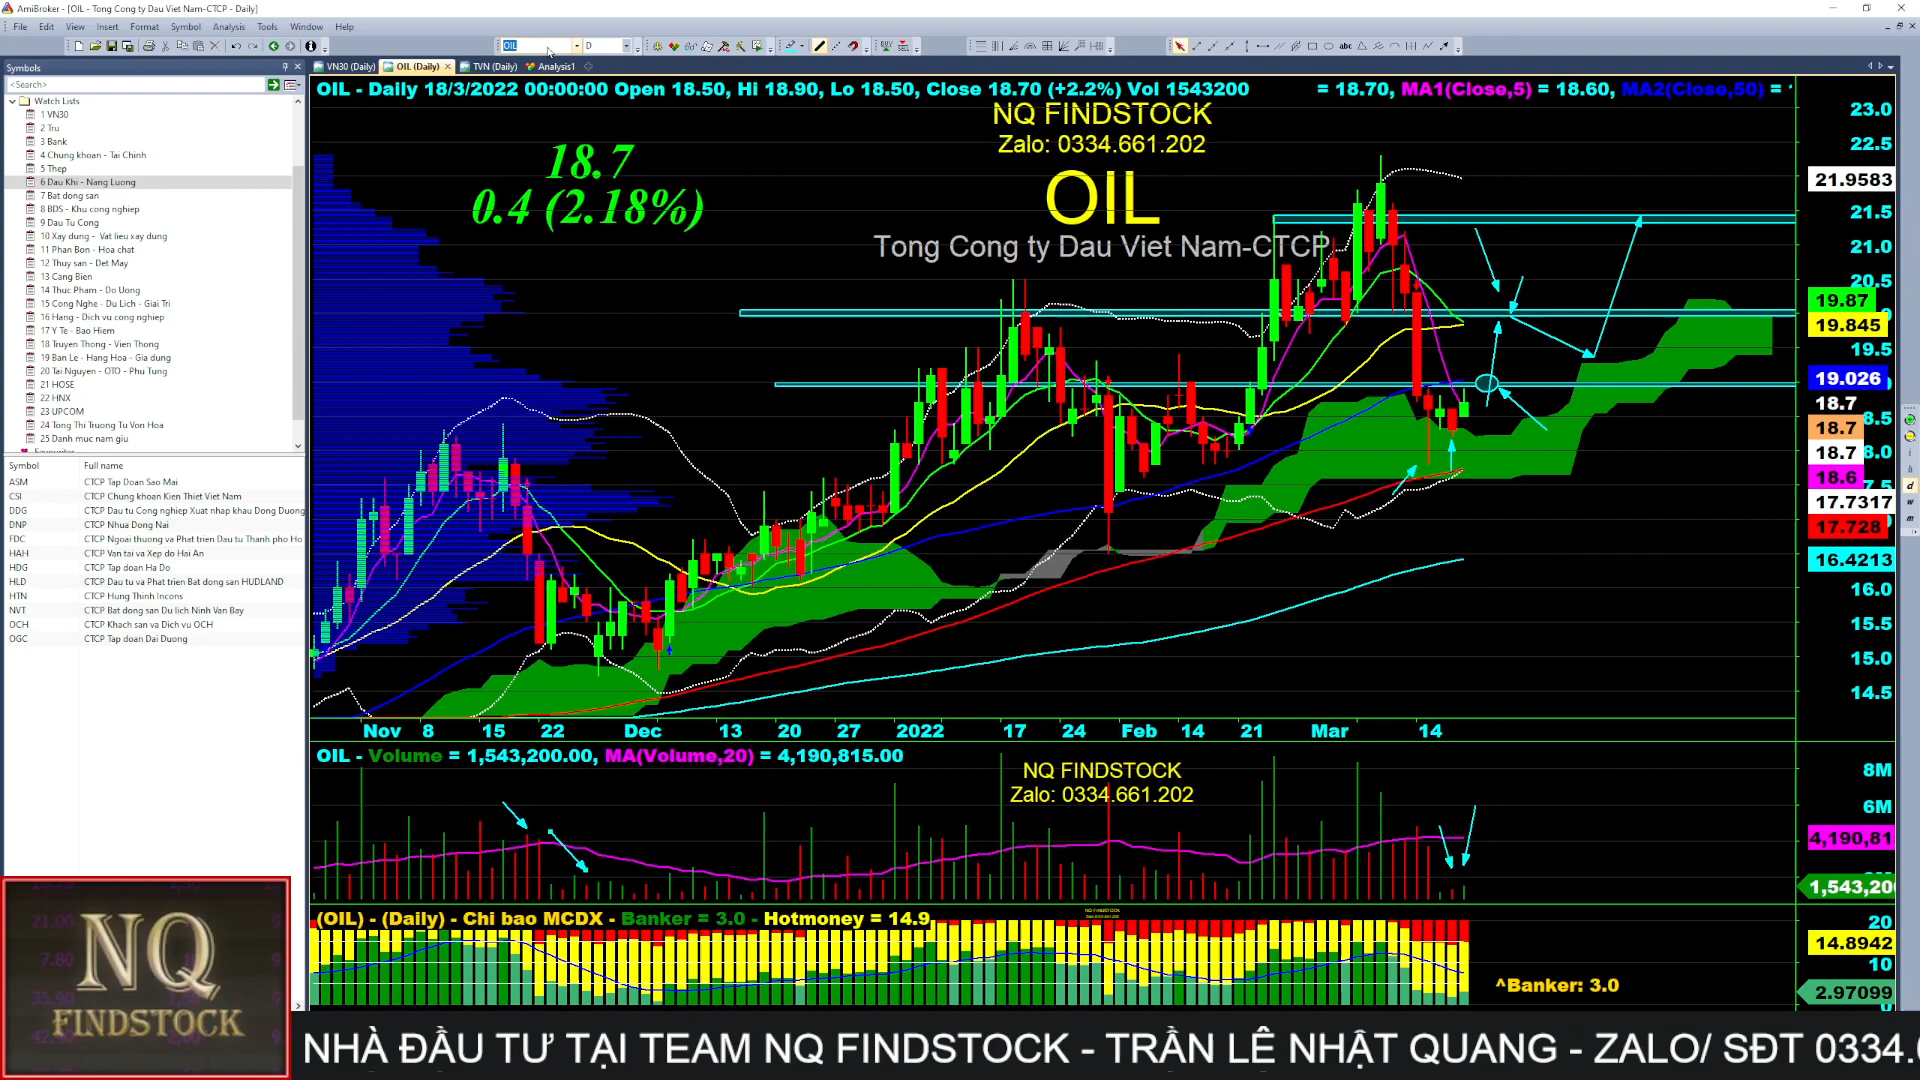 AmiBroker - [OIL - Tong Cong ty Dau Viet Nam-CTCP - Daily]
File Edit View Insert Format Symbol Analysis Tools Window Help
OIL D
Symbols
VN30 (Daily) OIL (Daily) TVN (Daily) Analysis1
<Search>
Watch Lists
1 VN30
2 Tru
3 Bank
4 Chung khoan - Tai Chinh
5 Thep
6 Dau Khi - Nang Luong
7 Bat dong san
8 BDS - Khu cong nghiep
9 Dau Tu Cong
10 Xay dung - Vat lieu xay dung
11 Phan Bon - Hoa chat
12 Thuy san - Det May
13 Cang Bien
14 Thuc Pham - Do Uong
15 Cong Nghe - Du Lich - Giai Tri
16 Hang - Dich vu cong nghiep
17 Y Te - Bao Hiem
18 Truyen Thong - Vien Thong
19 Ban Le - Hang Hoa - Gia dung
20 Tai Nguyen - OTO - Phu Tung
21 HOSE
22 HNX
23 UPCOM
24 Tong Thi Truong Tu Von Hoa
25 Danh muc nam giu
Symbol Full name
ASM CTCP Tap Doan Sao Mai
CSI CTCP Chung khoan Kien Thiet Viet Nam
DDG CTCP Dau tu Cong nghiep Xuat nhap khau Dong Duong
DNP CTCP Nhua Dong Nai
FDC CTCP Ngoai thuong va Phat trien Dau tu Thanh pho Ho
HAH CTCP Van tai va Xep do Hai An
HDG CTCP Tap doan Ha Do
HLD CTCP Dau tu va Phat trien Bat dong san HUDLAND
HTN CTCP Hung Thinh Incons
NVT CTCP Bat dong san Du lich Ninh Van Bay
OCH CTCP Khach san va Dich vu OCH
OGC CTCP Tap doan Dai Duong
OIL - Daily 18/3/2022 00:00:00 Open 18.50, Hi 18.90, Lo 18.50, Close 18.70 (+2.2%) Vol 1543200 = 18.70, MA1(Close,5) = 18.60, MA2(Close,50) =
NQ FINDSTOCK
Zalo: 0334.661.202
OIL
Tong Cong ty Dau Viet Nam-CTCP
18.7
0.4 (2.18%)
23.0
22.5
21.9583
21.5
21.0
20.5
19.87
19.845
19.5
19.026
18.7
18.7
8.5
18.7
8.0
18.6
7.5
17.7317
17.728
16.4213
16.0
15.5
15.0
14.5
Nov 8 15 22 Dec 13 20 27 2022 17 24 Feb 14 21 Mar 14
OIL - Volume = 1,543,200.00, MA(Volume,20) = 4,190,815.00
NQ FINDSTOCK
Zalo: 0334.661.202
8M
6M
4,190,81
1,543,20
(OIL) - (Daily) - Chi bao MCDX - Banker = 3.0 - Hotmoney = 14.9
^Banker: 3.0
20
14.8942
10
2.97099
NQ
FINDSTOCK
NHÀ ĐẦU TƯ TẠI TEAM NQ FINDSTOCK - TRẦN LÊ NHẬT QUANG - ZALO/ SĐT 0334.